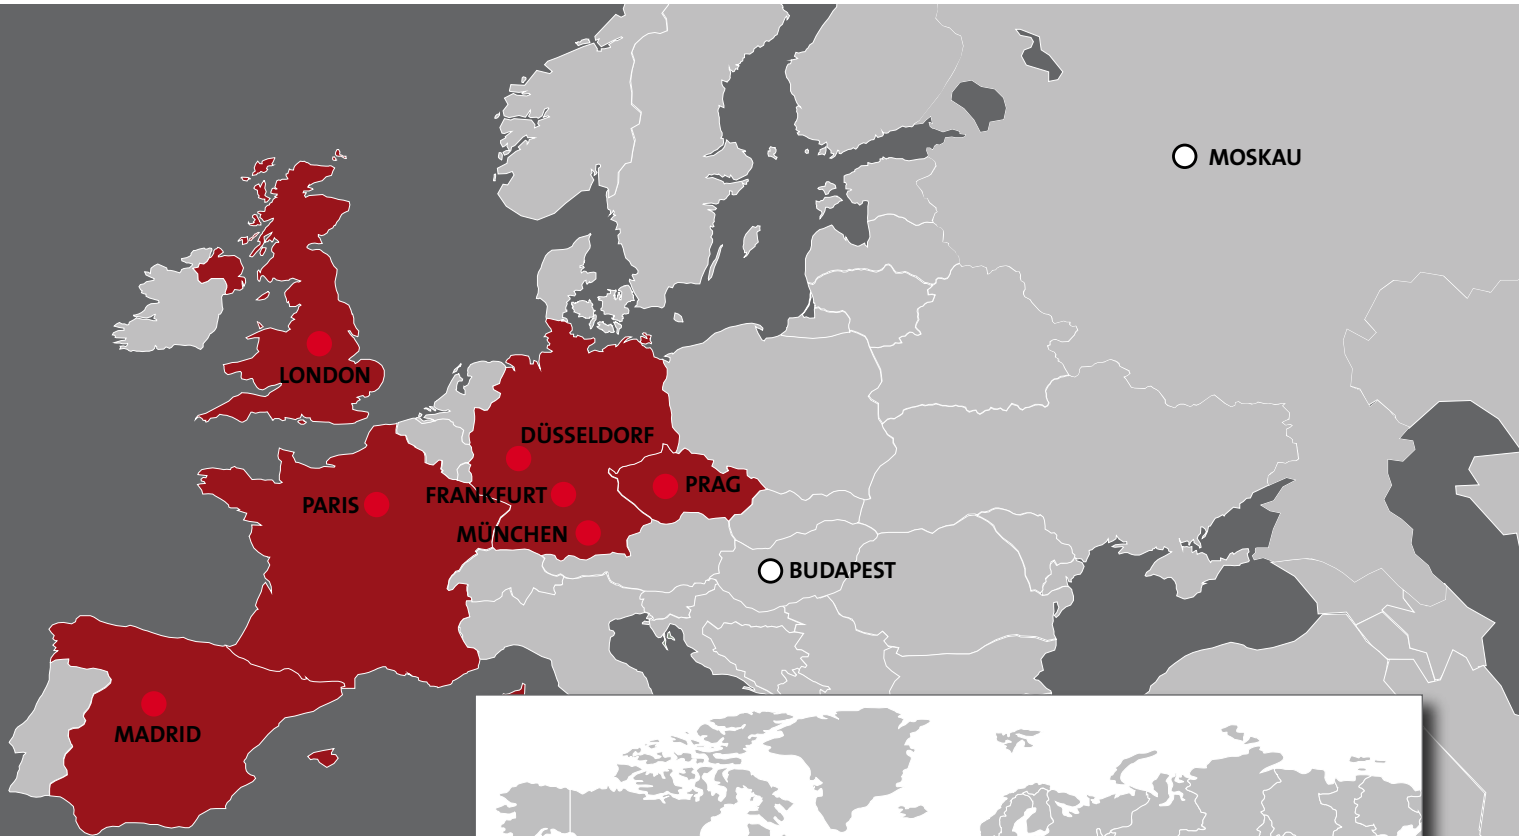 MOSKAU
LONDON
DÜSSELDORF
PRAG
FRANKFURT
PARIS
MÜNCHEN
BUDAPEST
MADRID